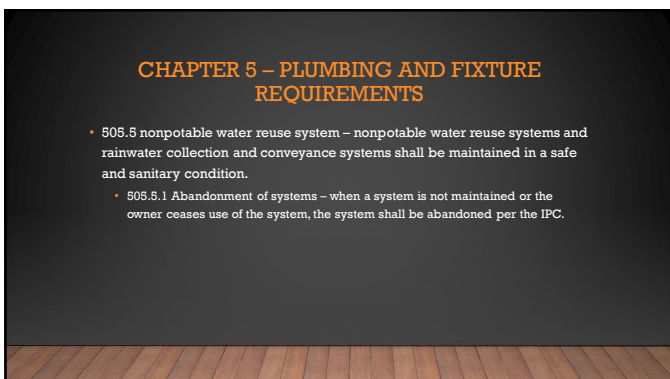 CHAPTER 5 – PLUMBING AND FIXTURE
REQUIREMENTS
• 505.5 nonpotable water reuse system – nonpotable water reuse systems and
rainwater collection and conveyance systems shall be maintained in a safe
and sanitary condition.
• 505.5.1 Abandonment of systems – when a system is not maintained or the
owner ceases use of the system, the system shall be abandoned per the IPC.